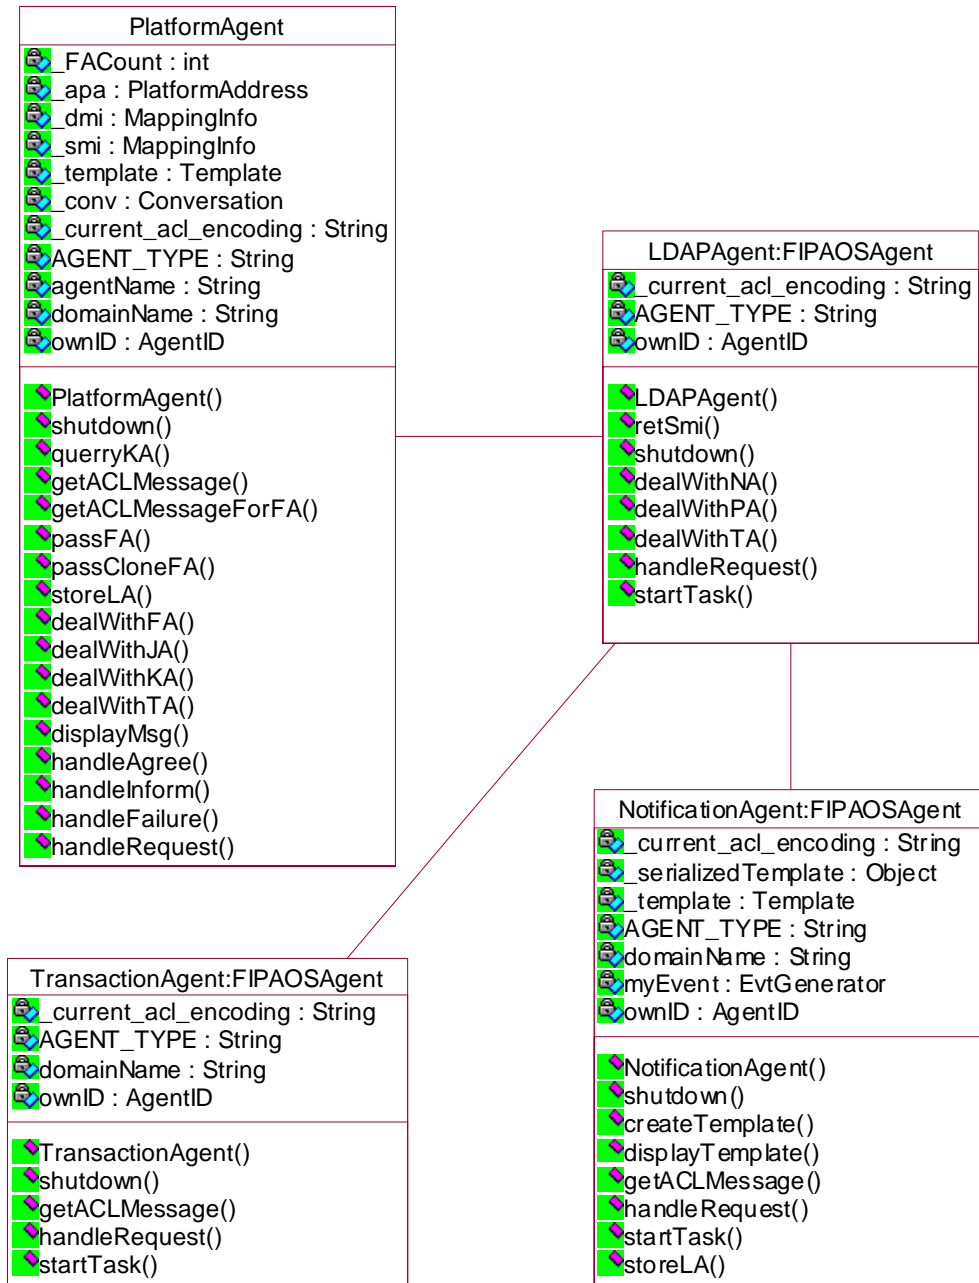 PlatformAgent
_FACount : int
_apa : PlatformAddress
_dmi : MappingInfo
_smi : MappingInfo
_template : Template
_conv : Conversation
_current_acl_encoding : String
AGENT_TYPE : String
agentName : String
domainName : String
ownID : AgentID
PlatformAgent()
shutdown()
querryKA()
getACLMessage()
getACLMessageForFA()
passFA()
passCloneFA()
storeLA()
dealWithFA()
dealWithJA()
dealWithKA()
dealWithTA()
displayMsg()
handleAgree()
handleInform()
handleFailure()
handleRequest()
LDAPAgent:FIPAOSAgent
_current_acl_encoding : String
AGENT_TYPE : String
ownID : AgentID
LDAPAgent()
retSmi()
shutdown()
dealWithNA()
dealWithPA()
dealWithTA()
handleRequest()
startTask()
TransactionAgent:FIPAOSAgent
_current_acl_encoding : String
AGENT_TYPE : String
domainName : String
ownID : AgentID
TransactionAgent()
shutdown()
getACLMessage()
handleRequest()
startTask()
NotificationAgent:FIPAOSAgent
_current_acl_encoding : String
_serializedTemplate : Object
_template : Template
AGENT_TYPE : String
domainName : String
myEvent : EvtGenerator
ownID : AgentID
NotificationAgent()
shutdown()
createTemplate()
displayTemplate()
getACLMessage()
handleRequest()
startTask()
storeLA()